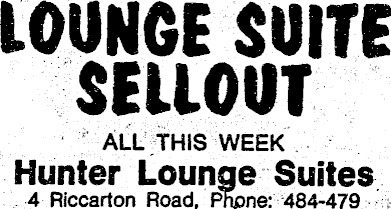 LOUNGE SUITE
SELLOUT
ALL THIS WEEK
Hunter Lounge Suites
4 Riccarton Road, Phone: 484-479